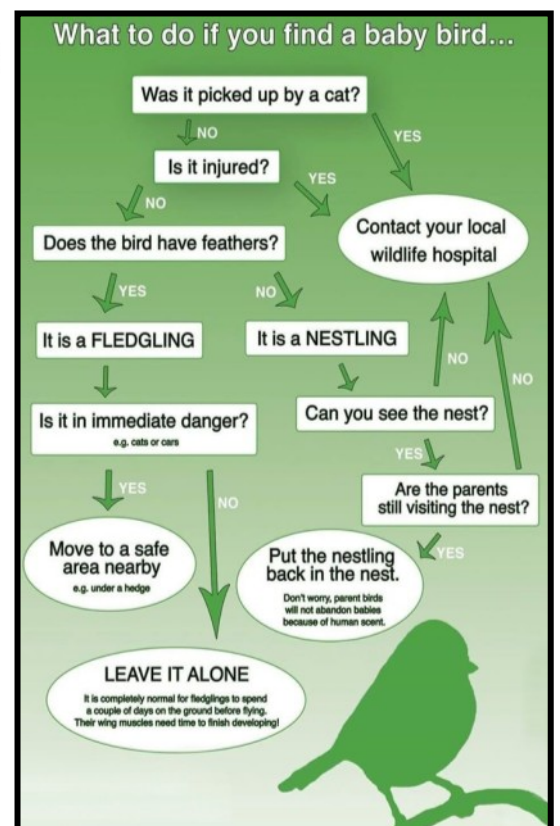 What to do if you find a baby bird...
Was it picked up by a cat?
NO
YES
Is it injured?
YES
NO
Contact your local
wildlife hospital
Does the bird have feathers?
YES
NO
It is a FLEDGLING
It is a NESTLING
NO
NO
Is it in immediate danger?
e.g. cats or cars
Can you see the nest?
YES
YES
NO
Are the parents
still visiting the nest?
Move to a safe
area nearby
e.g. under a hedge
YES
Put the nestling
back in the nest.
Don't worry, parent birds
will not abandon babies
because of human scent.
LEAVE IT ALONE
It is completely normal for fledglings to spend
a couple of days on the ground before flying.
Their wing muscles need time to finish developing!